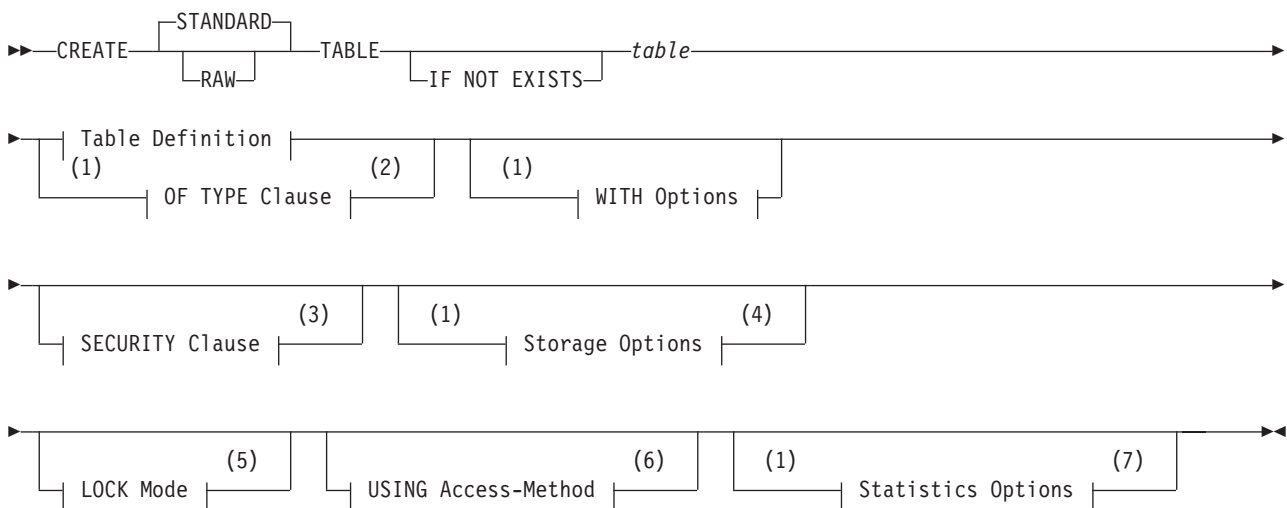 STANDARD
CREATE TABLE table
RAW IF NOT EXISTS
Table Definition
(1) (2) (1)
OF TYPE Clause WITH Options
(3) (1) (4)
SECURITY Clause Storage Options
(5) (6) (1) (7)
LOCK Mode USING Access-Method Statistics Options